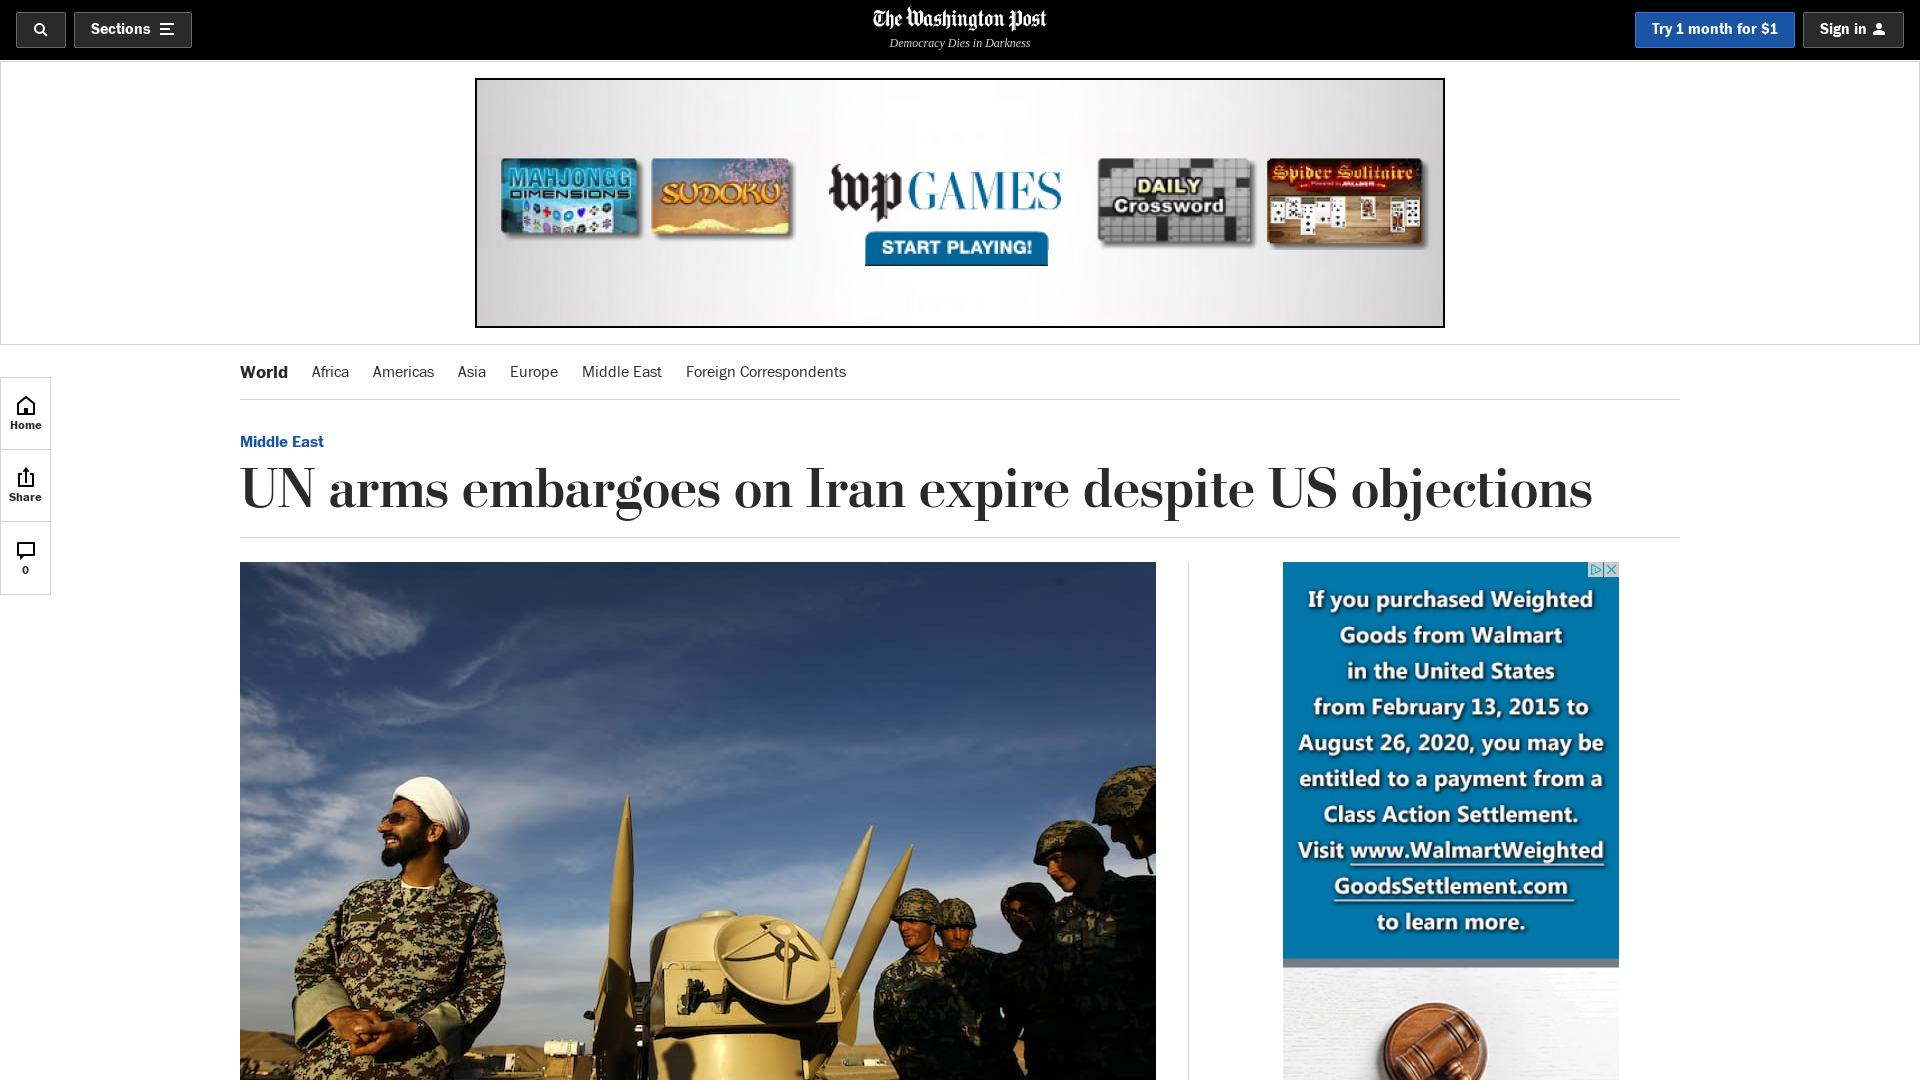 Sections
The Washington Post
Democracy Dies in Darkness
Try 1 month for $1
Sign in
MAHJONGG
DIMENSIONS
SUDOKU
wp GAMES
START PLAYING!
DAILY
Crossword
Spider Solitaire
World
Africa
Americas
Asia
Europe
Middle East
Foreign Correspondents
Home
Share
0
Middle East
UN arms embargoes on Iran expire despite US objections
If you purchased Weighted
Goods from Walmart
in the United States
from February 13, 2015 to
August 26, 2020, you may be
entitled to a payment from a
Class Action Settlement.
Visit www.WalmartWeighted
GoodsSettlement.com
to learn more.